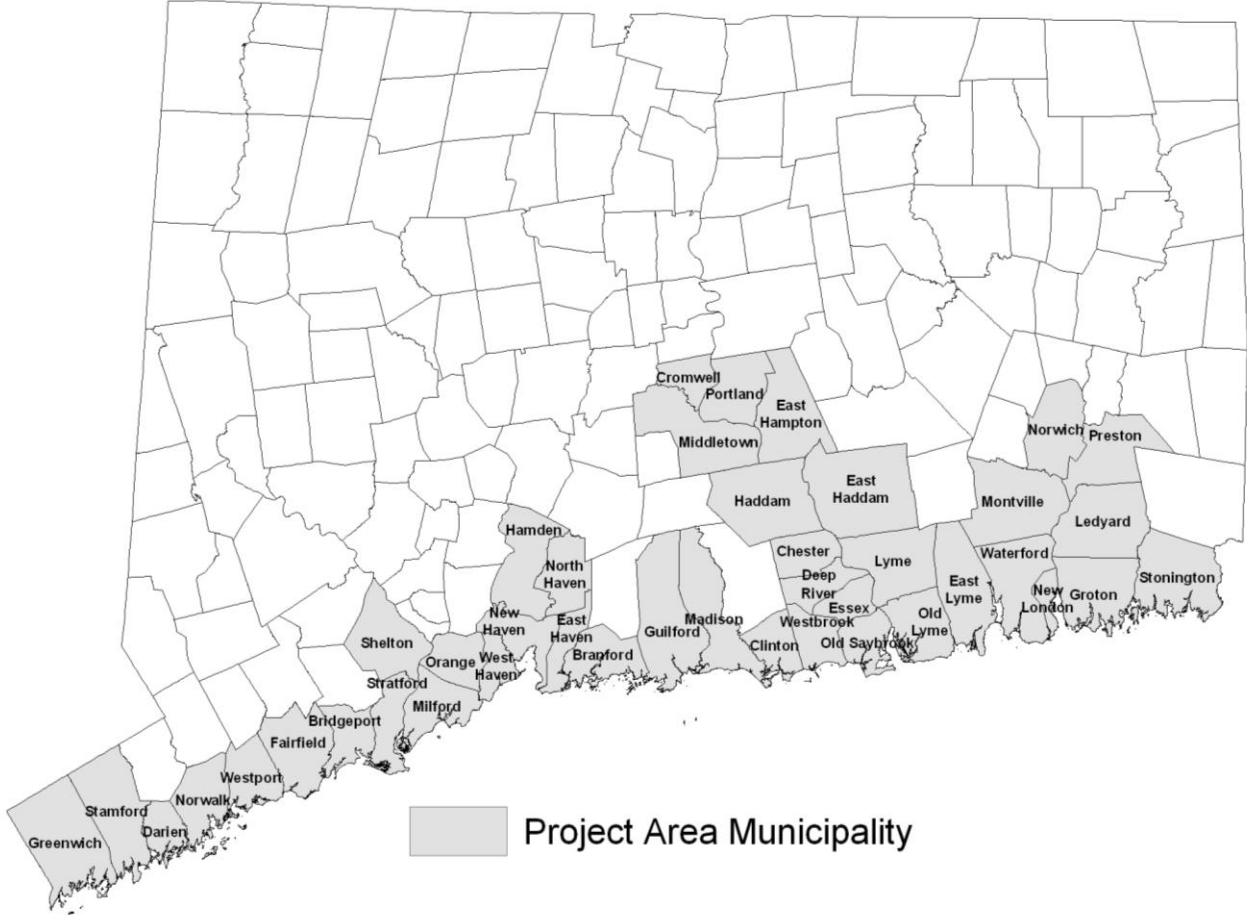 Cromwell
Portland
East
Hampton
Middletown
Norwich
Preston
Haddam
East
Haddam
Montville
Ledyard
Hamden
North
Haven
Chester
Deep
River
Essex
Lyme
East
Lyme
Waterford
New
London
Groton
Stonington
New
Haven
East
Haven
Branford
Guilford
Madison
Clinton
Westbrook
Old Saybrook
Old
Lyme
Shelton
Orange
West
Haven
Stratford
Milford
Bridgeport
Fairfield
Westport
Norwalk
Stamford
Darien
Greenwich
Project Area Municipality